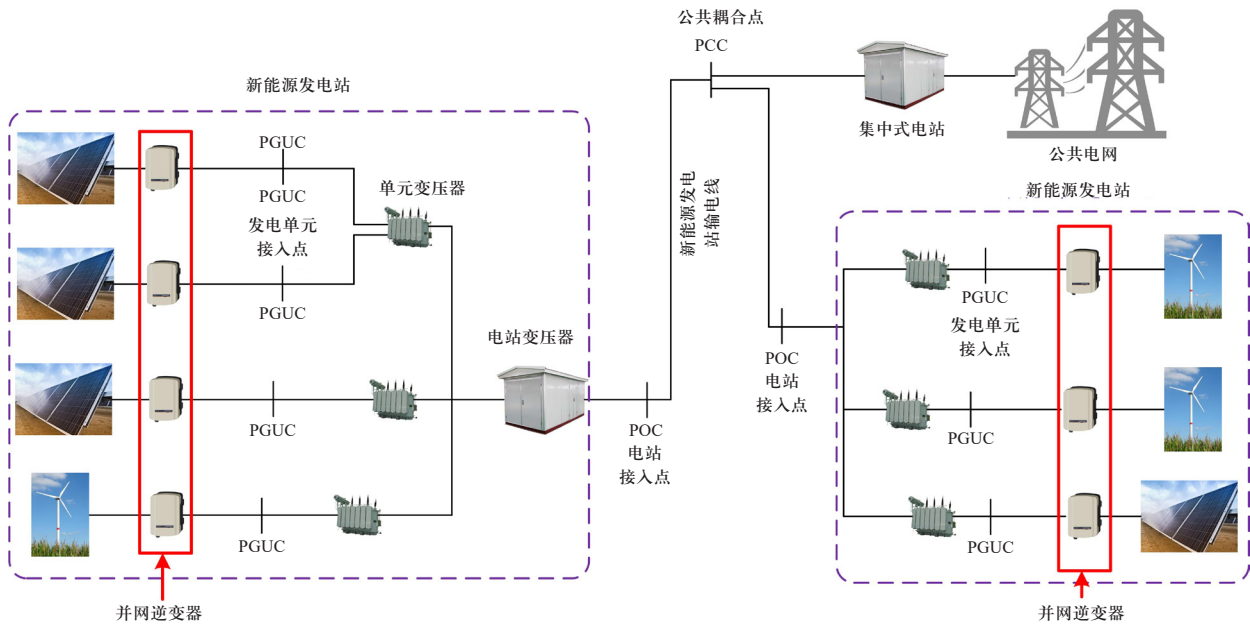 新能源发电站
PGUC
PGUC
发电单元
接入点
PGUC
单元变压器
电站变压器
PGUC
PGUC
POC
电站
接入点
并网逆变器
公共耦合点
PCC
新能源发电
站输电线
集中式电站
公共电网
POC
电站
接入点
新能源发电站
PGUC
发电单元
接入点
PGUC
PGUC
并网逆变器